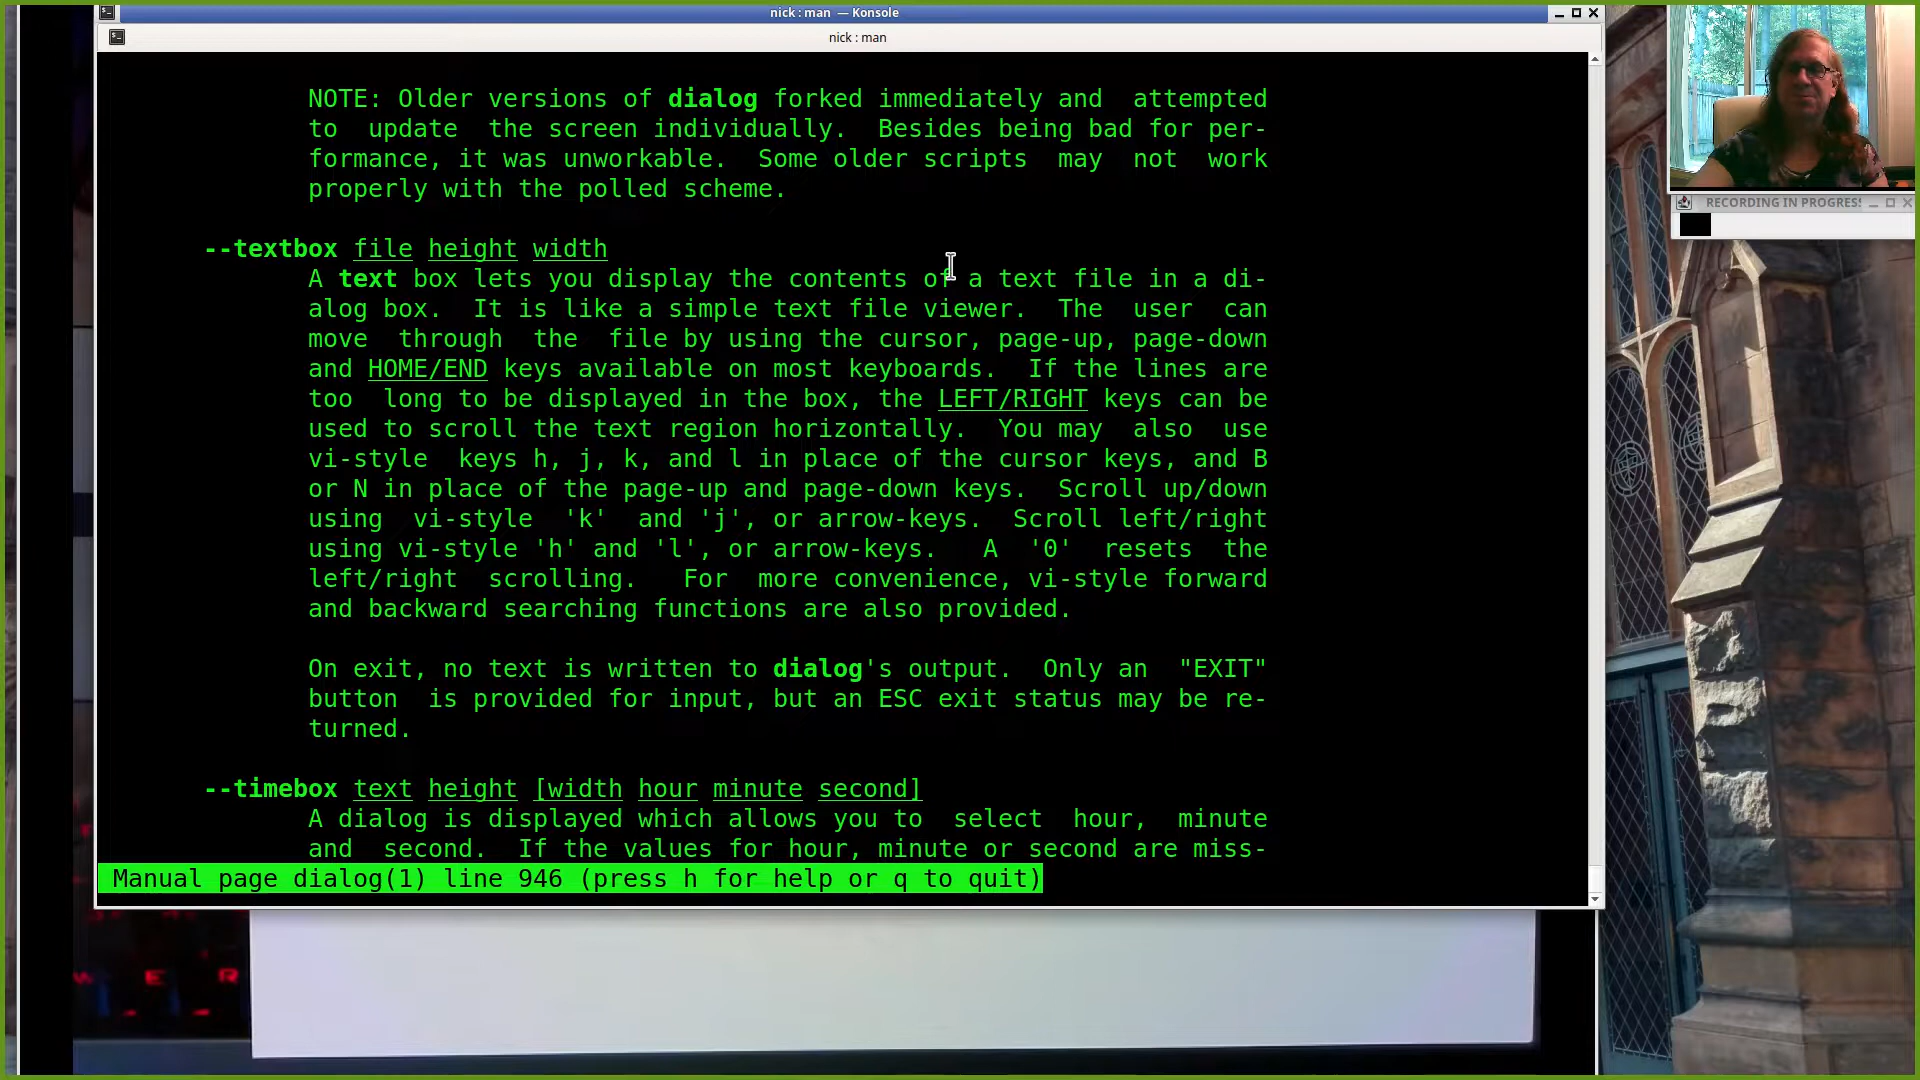 nick : man — Konsole
nick : man
NOTE: Older versions of dialog forked immediately and  attempted
to  update  the screen individually.  Besides being bad for per-
formance, it was unworkable.  Some older scripts  may  not  work
properly with the polled scheme.
--textbox file height width
A text box lets you display the contents of a text file in a di-
alog box.  It is like a simple text file viewer.  The  user  can
move  through  the  file by using the cursor, page-up, page-down
and HOME/END keys available on most keyboards.  If the lines are
too  long to be displayed in the box, the LEFT/RIGHT keys can be
used to scroll the text region horizontally.  You may  also  use
vi-style  keys h, j, k, and l in place of the cursor keys, and B
or N in place of the page-up and page-down keys.  Scroll up/down
using  vi-style  'k'  and 'j', or arrow-keys.  Scroll left/right
using vi-style 'h' and 'l', or arrow-keys.   A  '0'  resets  the
left/right  scrolling.   For  more convenience, vi-style forward
and backward searching functions are also provided.
On exit, no text is written to dialog's output.  Only an  "EXIT"
button  is provided for input, but an ESC exit status may be re-
turned.
--timebox text height [width hour minute second]
A dialog is displayed which allows you to  select  hour,  minute
and  second.  If the values for hour, minute or second are miss-
Manual page dialog(1) line 946 (press h for help or q to quit)
RECORDING IN PROGRES
W E R